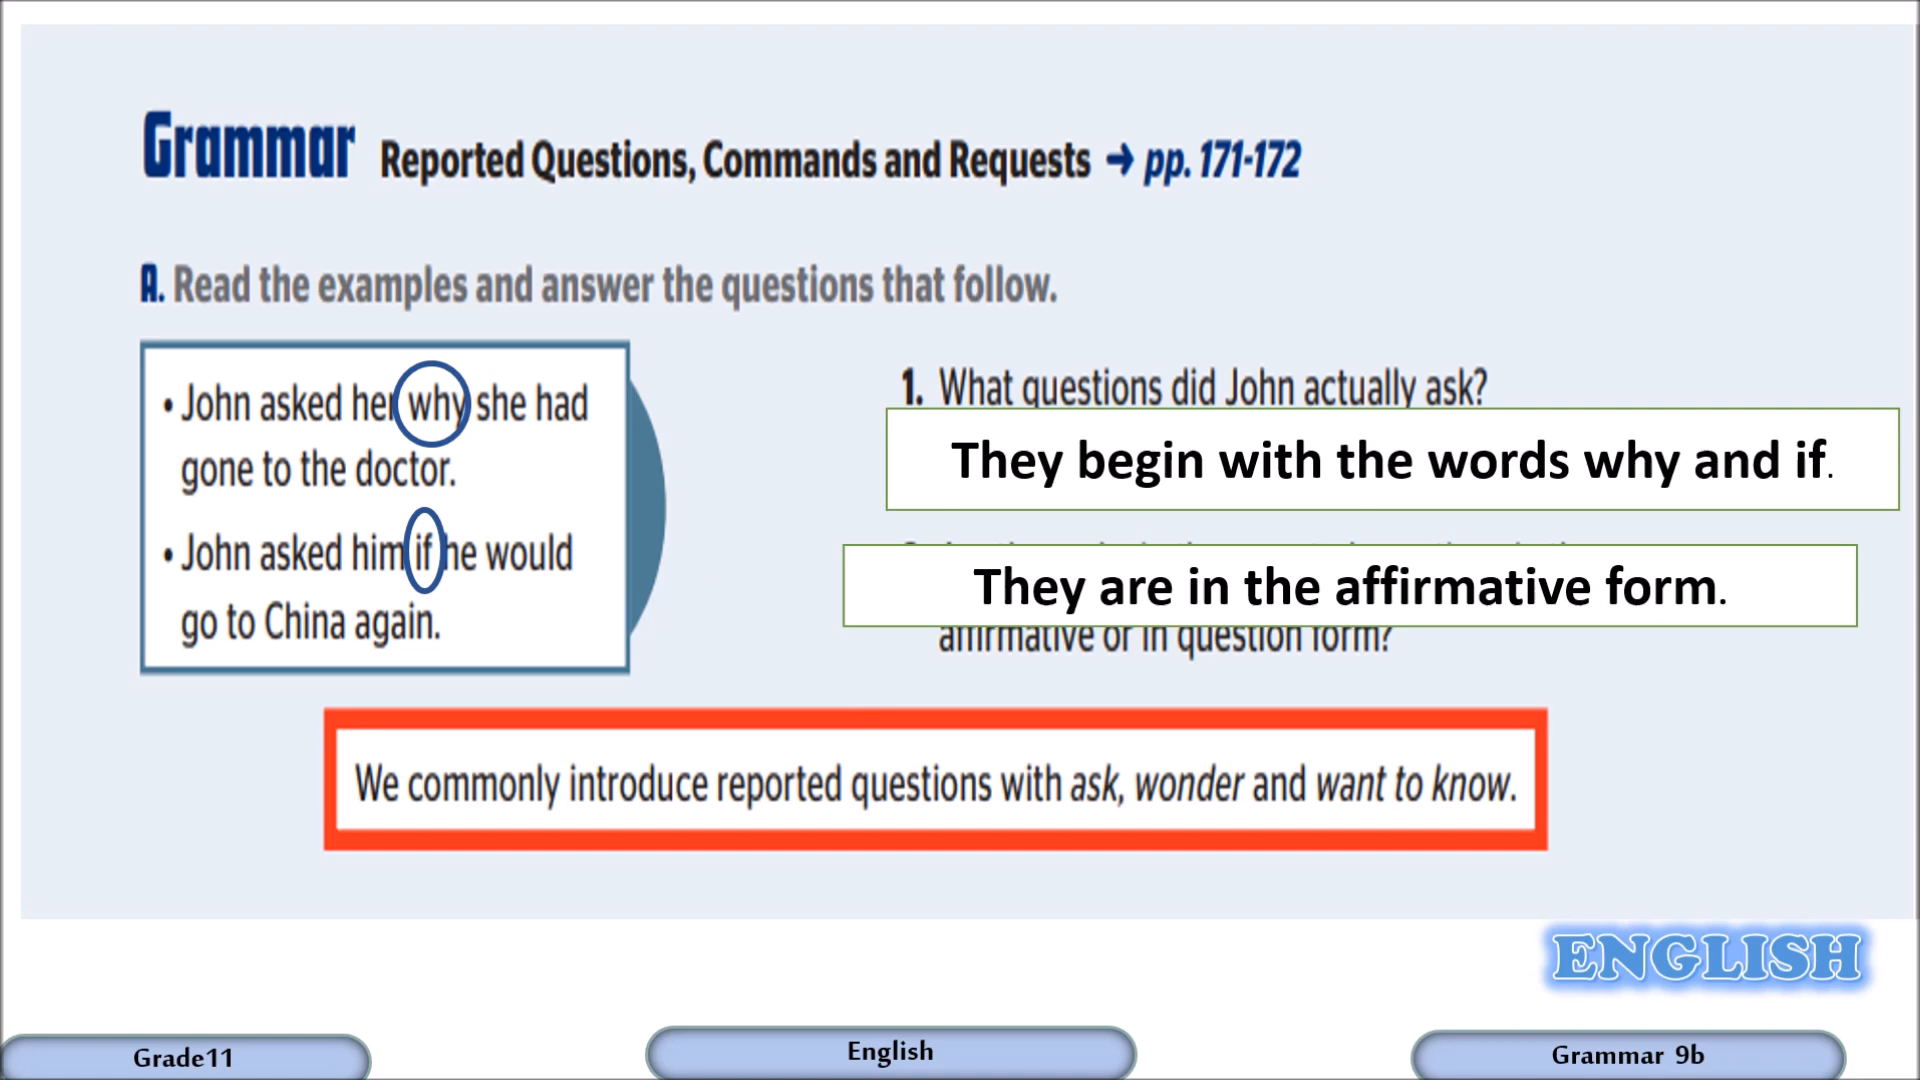 Grammar Reported Questions, Commands and Requests → pp. 171-172
A. Read the examples and answer the questions that follow.
• John asked her why she had
gone to the doctor.
• John asked him if he would
go to China again.
1. What questions did John actually ask?
They begin with the words why and if.
They are in the affirmative form.
affirmative or in question form?
We commonly introduce reported questions with ask, wonder and want to know.
ENGLISH
Grade11
English
Grammar 9b